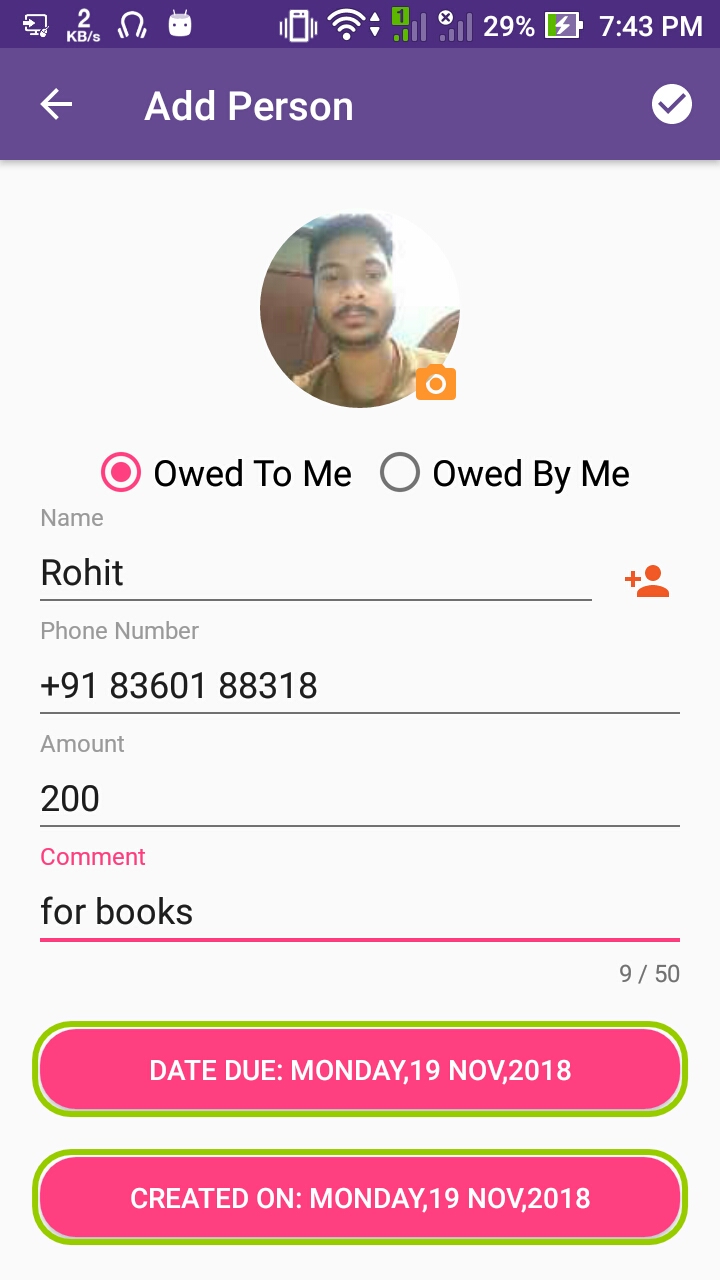 2 KB/s 1 29% 7:43 PM
Add Person
Owed To Me Owed By Me
Name
Rohit
Phone Number
+91 83601 88318
Amount
200
Comment
for books
9 / 50
DATE DUE: MONDAY,19 NOV,2018
CREATED ON: MONDAY,19 NOV,2018